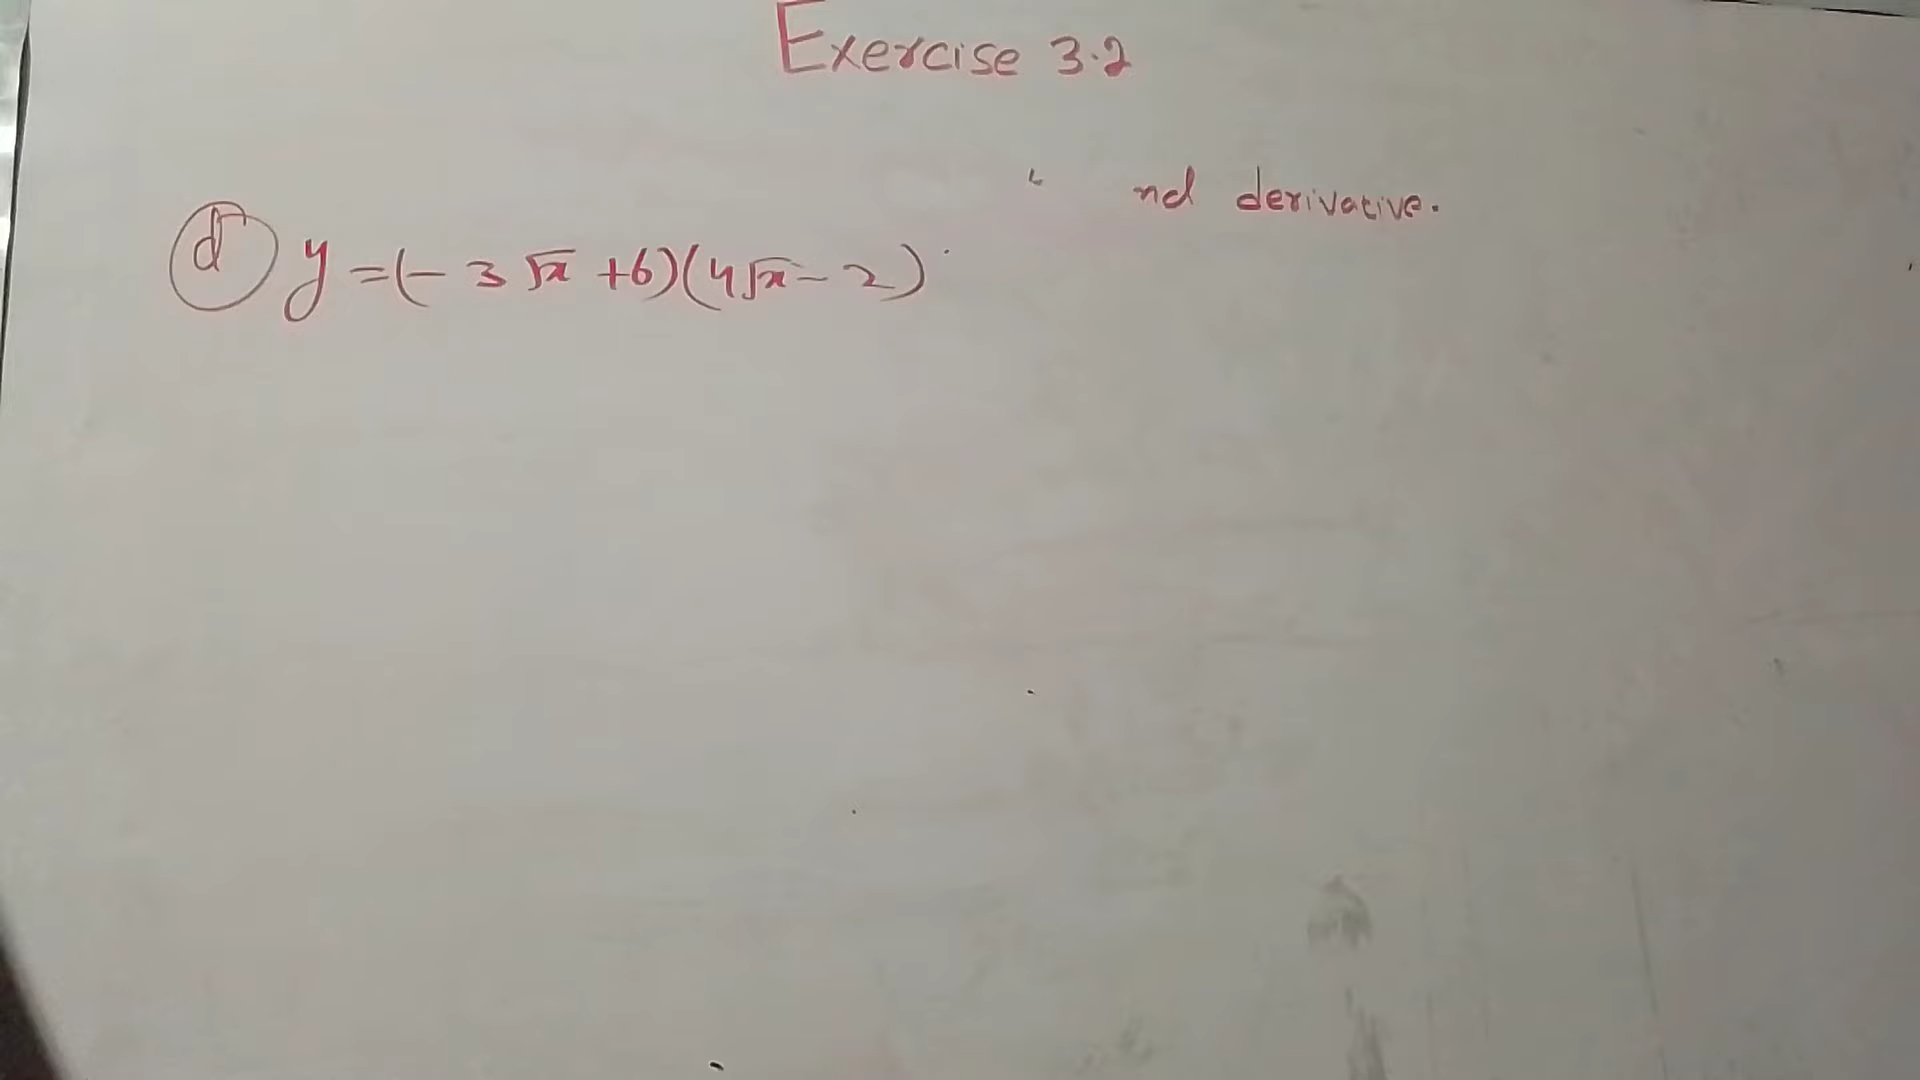 Exercise 3.2
nd derivative.
d y = (- 3 √x + 6)(4√x - 2)